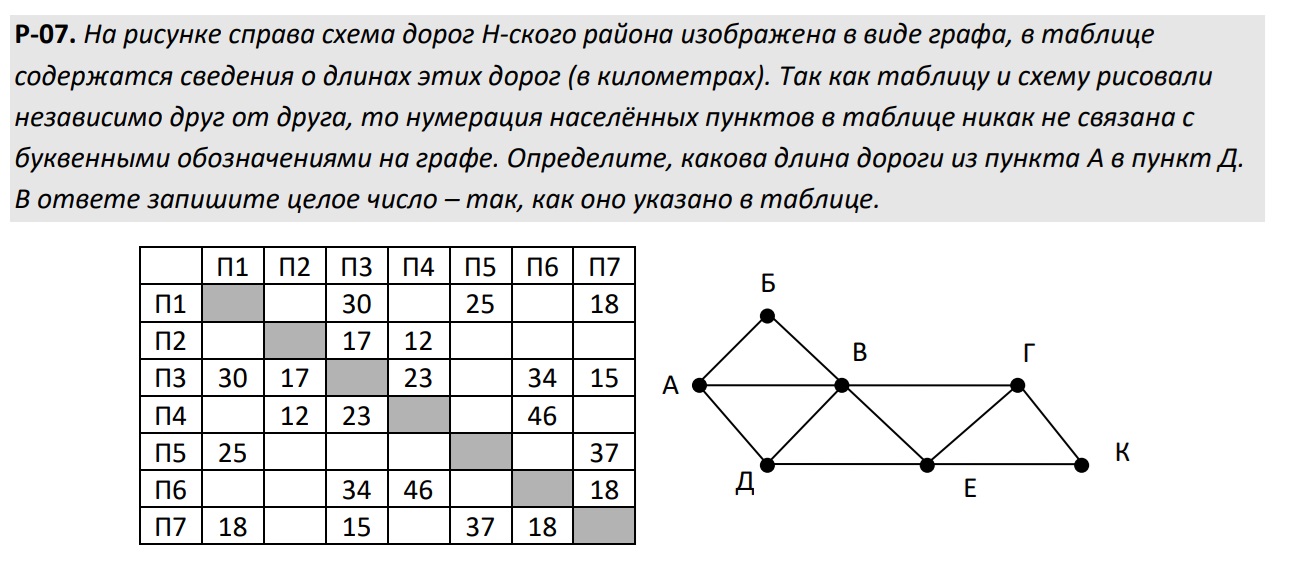 Р-07. На рисунке справа схема дорог Н-ского района изображена в виде графа, в таблице
содержатся сведения о длинах этих дорог (в километрах). Так как таблицу и схему рисовали
независимо друг от друга, то нумерация населённых пунктов в таблице никак не связана с
буквенными обозначениями на графе. Определите, какова длина дороги из пункта А в пункт Д.
В ответе запишите целое число – так, как оно указано в таблице.
П1 П2 П3 П4 П5 П6 П7
П1 30 25 18
П2 17 12
П3 30 17 23 34 15
П4 12 23 46
П5 25 37
П6 34 46 18
П7 18 15 37 18
Б
В Г
А
К
Д Е